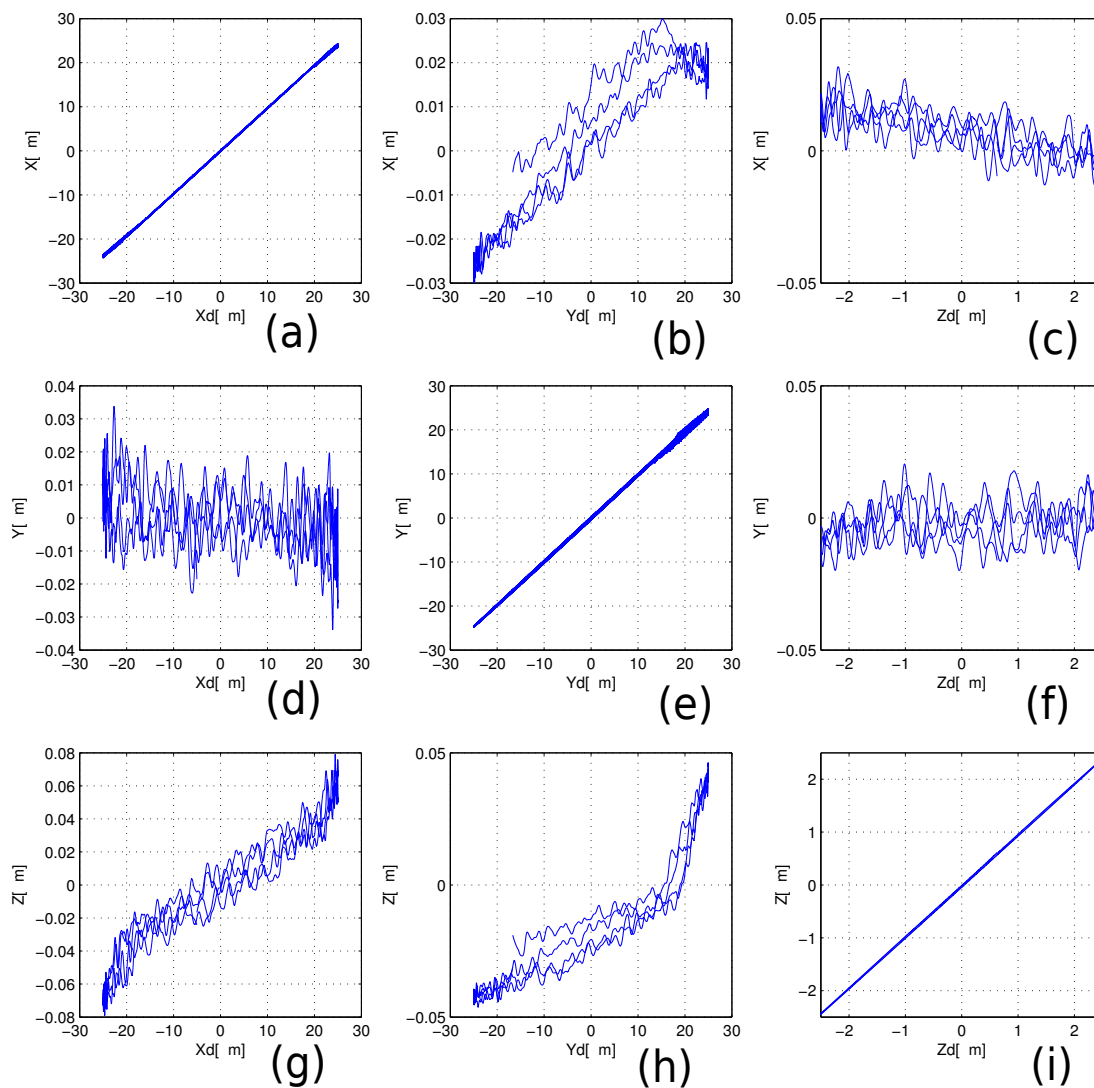 30
20
10
0
−10
−20
−30
X[ m]
−30 −20 −10 0 10 20 30
Xd[ m]
(a)
0.03
0.02
0.01
0
−0.01
−0.02
−0.03
X[ m]
−30 −20 −10 0 10 20 30
Yd[ m]
(b)
0.05
0
−0.05
X[ m]
−2 −1 0 1 2
Zd[ m]
(c)
0.04
0.03
0.02
0.01
0
−0.01
−0.02
−0.03
−0.04
Y[ m]
−30 −20 −10 0 10 20 30
Xd[ m]
(d)
30
20
10
0
−10
−20
−30
Y[ m]
−30 −20 −10 0 10 20 30
Yd[ m]
(e)
0.05
0
−0.05
Y[ m]
−2 −1 0 1 2
Zd[ m]
(f)
0.08
0.06
0.04
0.02
0
−0.02
−0.04
−0.06
−0.08
Z[ m]
−30 −20 −10 0 10 20 30
Xd[ m]
(g)
0.05
0
−0.05
Z[ m]
−30 −20 −10 0 10 20 30
Yd[ m]
(h)
2
1
0
−1
−2
Z[ m]
−2 −1 0 1 2
Zd[ m]
(i)